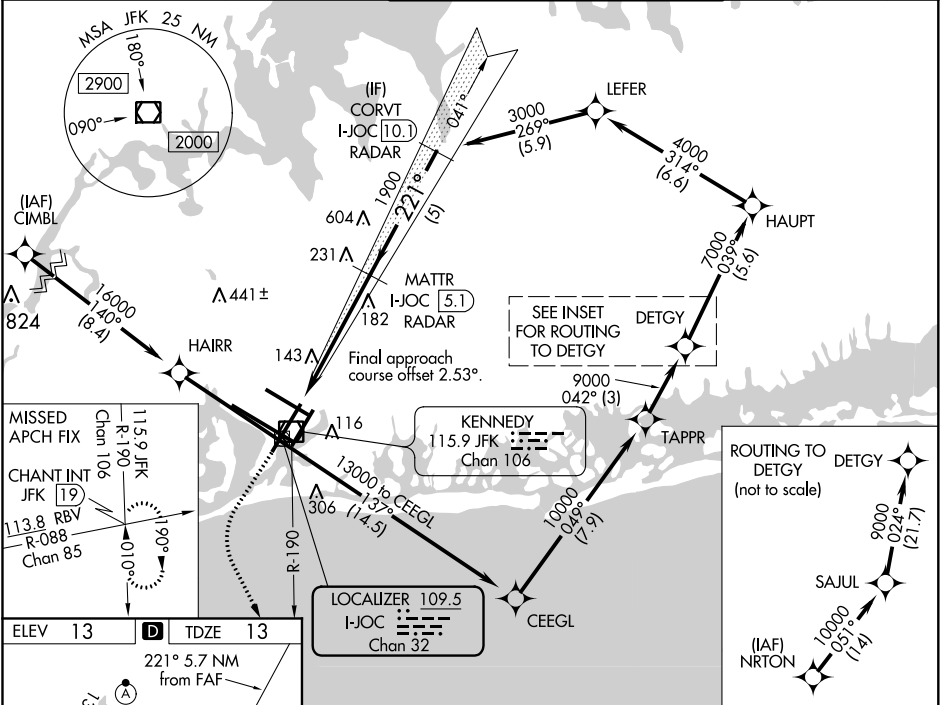 MSA JFK 25 NM
180°
2900
090°
2000
(IF)
CORVT
I-JOC 10.1
RADAR
041°
3000
269°
(5.9)
LEFER
4000
314°
(6.6)
HAUPT
1900
221°
(5)
604
231
MATTR
I-JOC 5.1
RADAR
182
143
Final approach
course offset 2.53°.
(IAF)
CIMBL
824
16000
140°
(8.4)
441±
HAIRR
7000
039°
(5.6)
SEE INSET
FOR ROUTING
TO DETGY
DETGY
9000
042° (3)
TAPPR
KENNEDY
115.9 JFK
Chan 106
116
306
13000 to CEEGL
137°
(14.5)
10000
049°
(7.9)
CEEGL
R-190
LOCALIZER 109.5
I-JOC
Chan 32
MISSED
APCH FIX
115.9 JFK
R-190
Chan 106
CHANT INT
JFK 19
113.8 RBV
R-088
Chan 85
190°
010°
ROUTING TO
DETGY
(not to scale)
DETGY
9000
024°
(21.7)
SAJUL
10000
051°
(14)
(IAF)
NRTON
ELEV 13
D
TDZE 13
221° 5.7 NM
from FAF
A